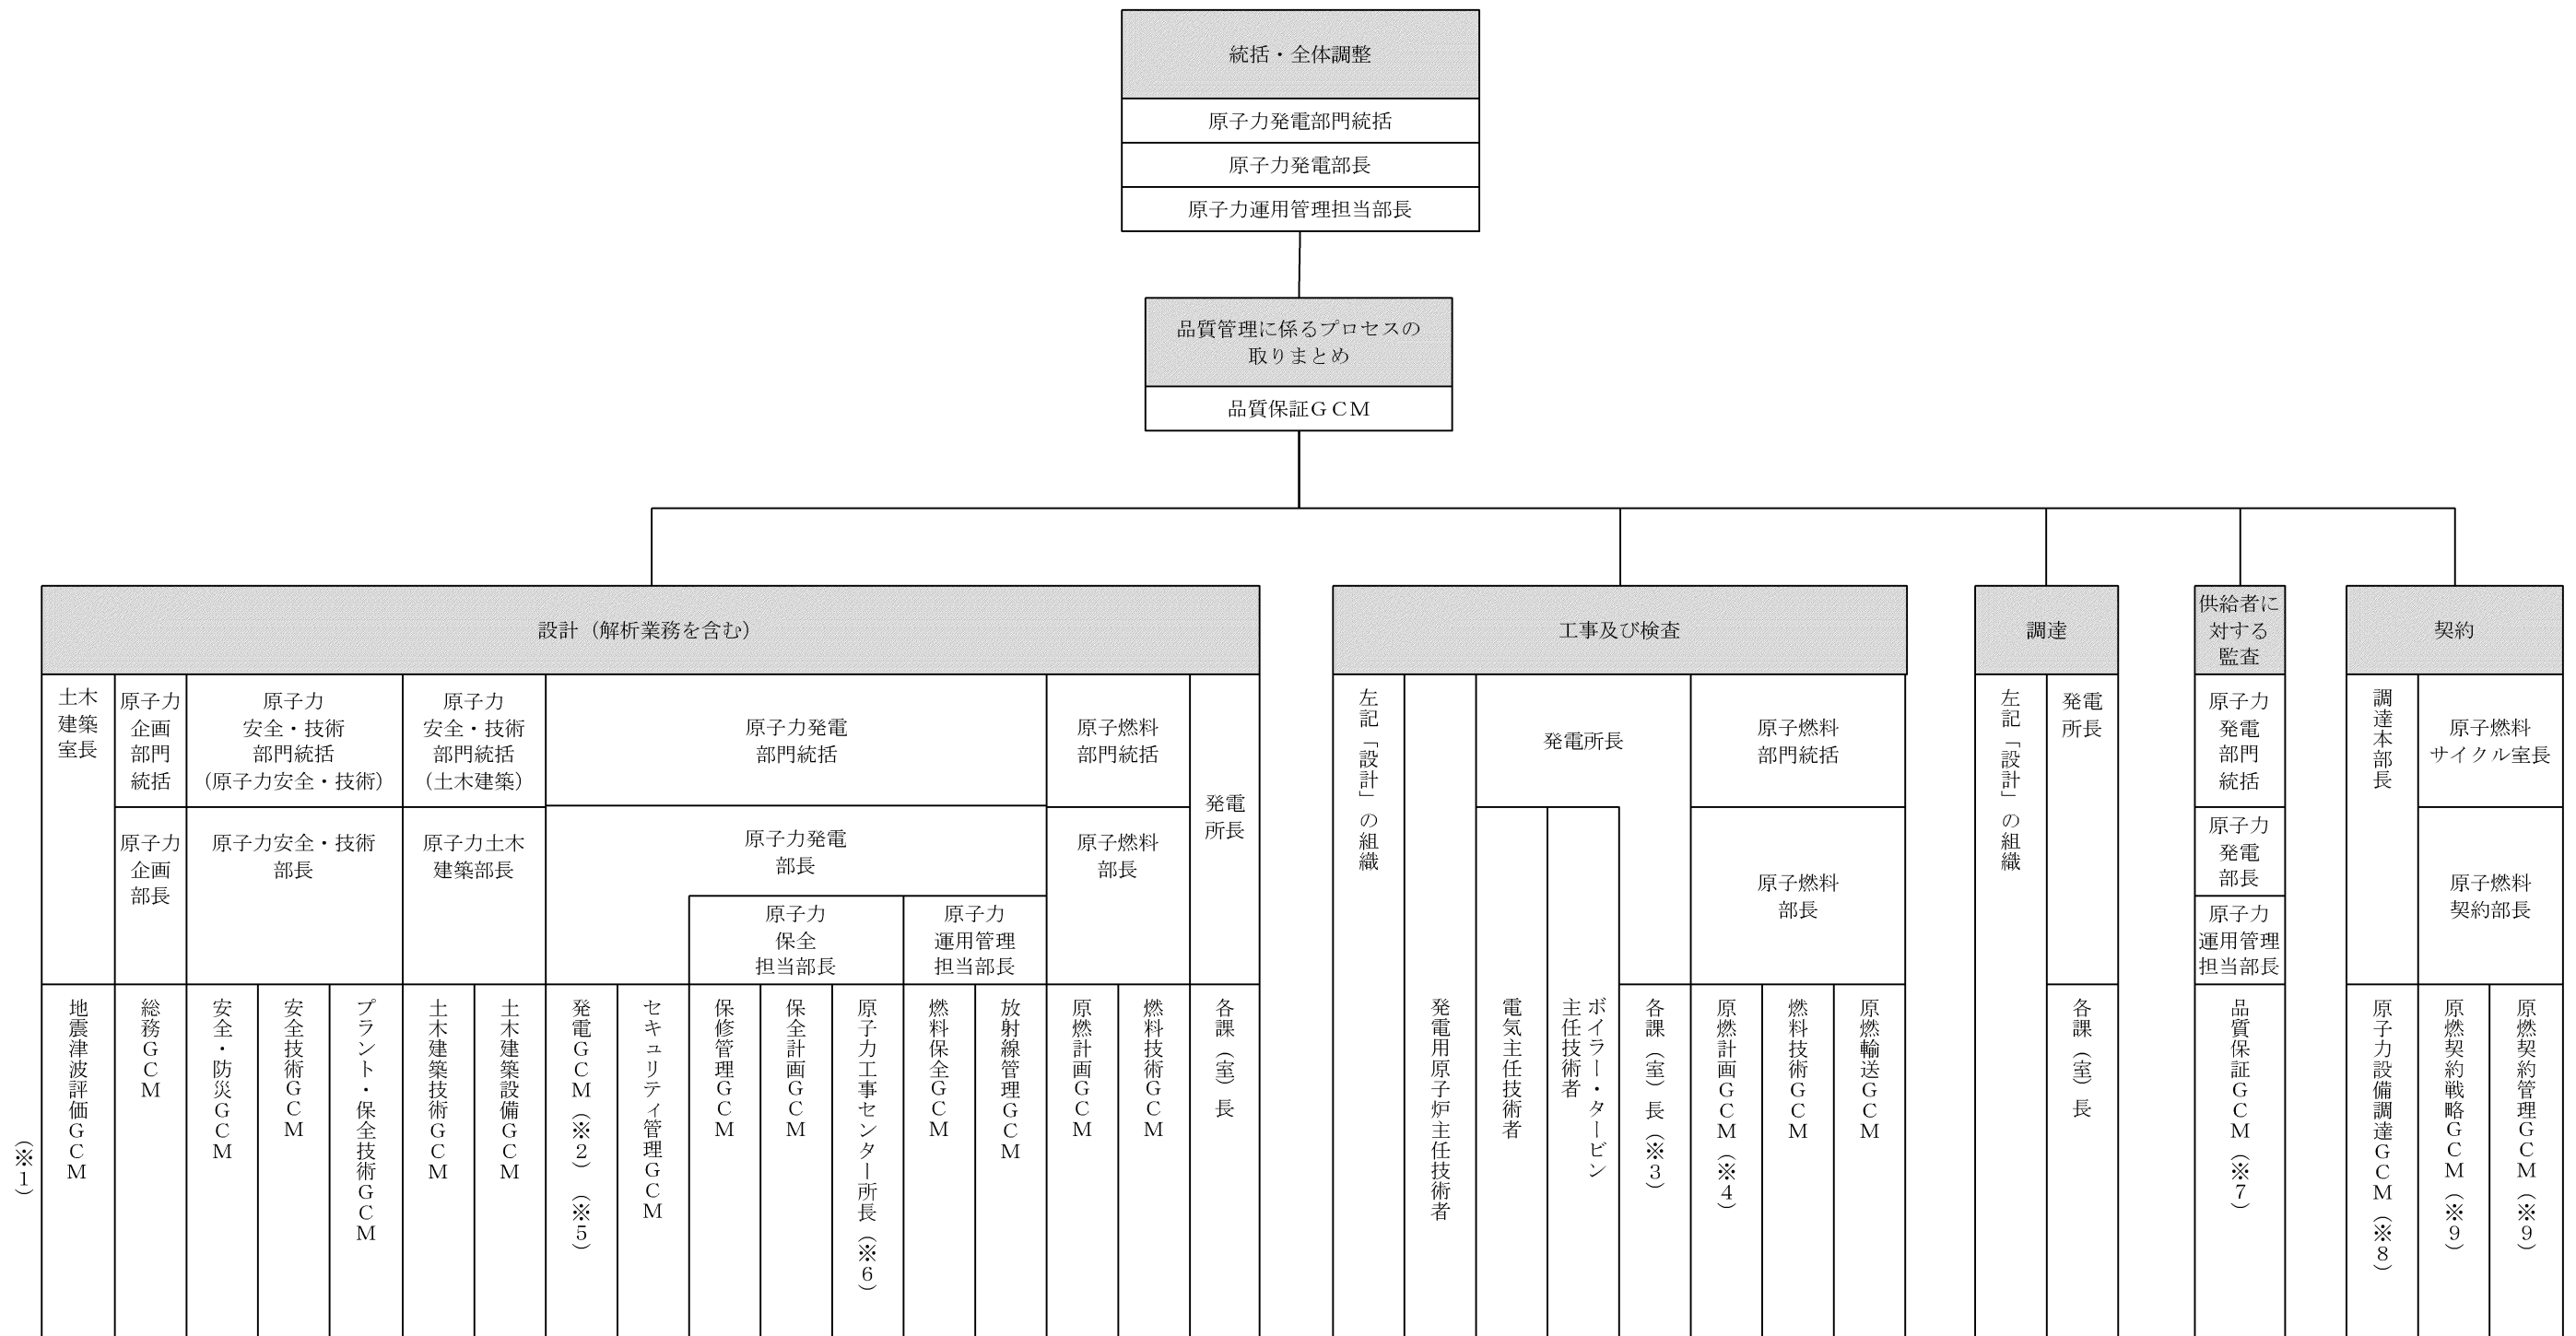 統括・全体調整
原子力発電部門統括
原子力発電部長
原子力運用管理担当部長
品質管理に係るプロセスの
取りまとめ
品質保証ＧＣＭ
設計（解析業務を含む）
土木
建築
室長
原子力
企画
部門
統括
原子力
安全・技術
部門統括
（原子力安全・技術）
原子力
安全・技術
部門統括
（土木建築）
原子力発電
部門統括
原子燃料
部門統括
発電
所長
原子力
企画
部長
原子力安全・技術
部長
原子力土木
建築部長
原子力発電
部長
原子燃料
部長
原子力
保全
担当部長
原子力
運用管理
担当部長
（※１）
地震津波評価ＧＣＭ
総務ＧＣＭ
安全・防災ＧＣＭ
安全技術ＧＣＭ
プラント・保全技術ＧＣＭ
土木建築技術ＧＣＭ
土木建築設備ＧＣＭ
発電ＧＣＭ（※２）（※５）
セキュリティ管理ＧＣＭ
保修管理ＧＣＭ
保全計画ＧＣＭ
原子力工事センター所長（※６）
燃料保全ＧＣＭ
放射線管理ＧＣＭ
原燃計画ＧＣＭ
燃料技術ＧＣＭ
各課（室）長
工事及び検査
左記「設計」の組織
発電所長
原子燃料
部門統括
原子燃料
部長
発電用原子炉主任技術者
電気主任技術者
ボイラー・タービン
主任技術者
各課（室）長（※３）
原燃計画ＧＣＭ（※４）
燃料技術ＧＣＭ
原燃輸送ＧＣＭ
調達
左記「設計」の組織
発電
所長
各課（室）長
供給者に
対する
監査
原子力
発電
部門
統括
原子力
発電
部長
原子力
運用管理
担当部長
品質保証ＧＣＭ（※７）
契約
調達本部長
原子燃料
サイクル室長
原子燃料
契約部長
原子力設備調達ＧＣＭ（※８）
原燃契約戦略ＧＣＭ（※９）
原燃契約管理ＧＣＭ（※９）